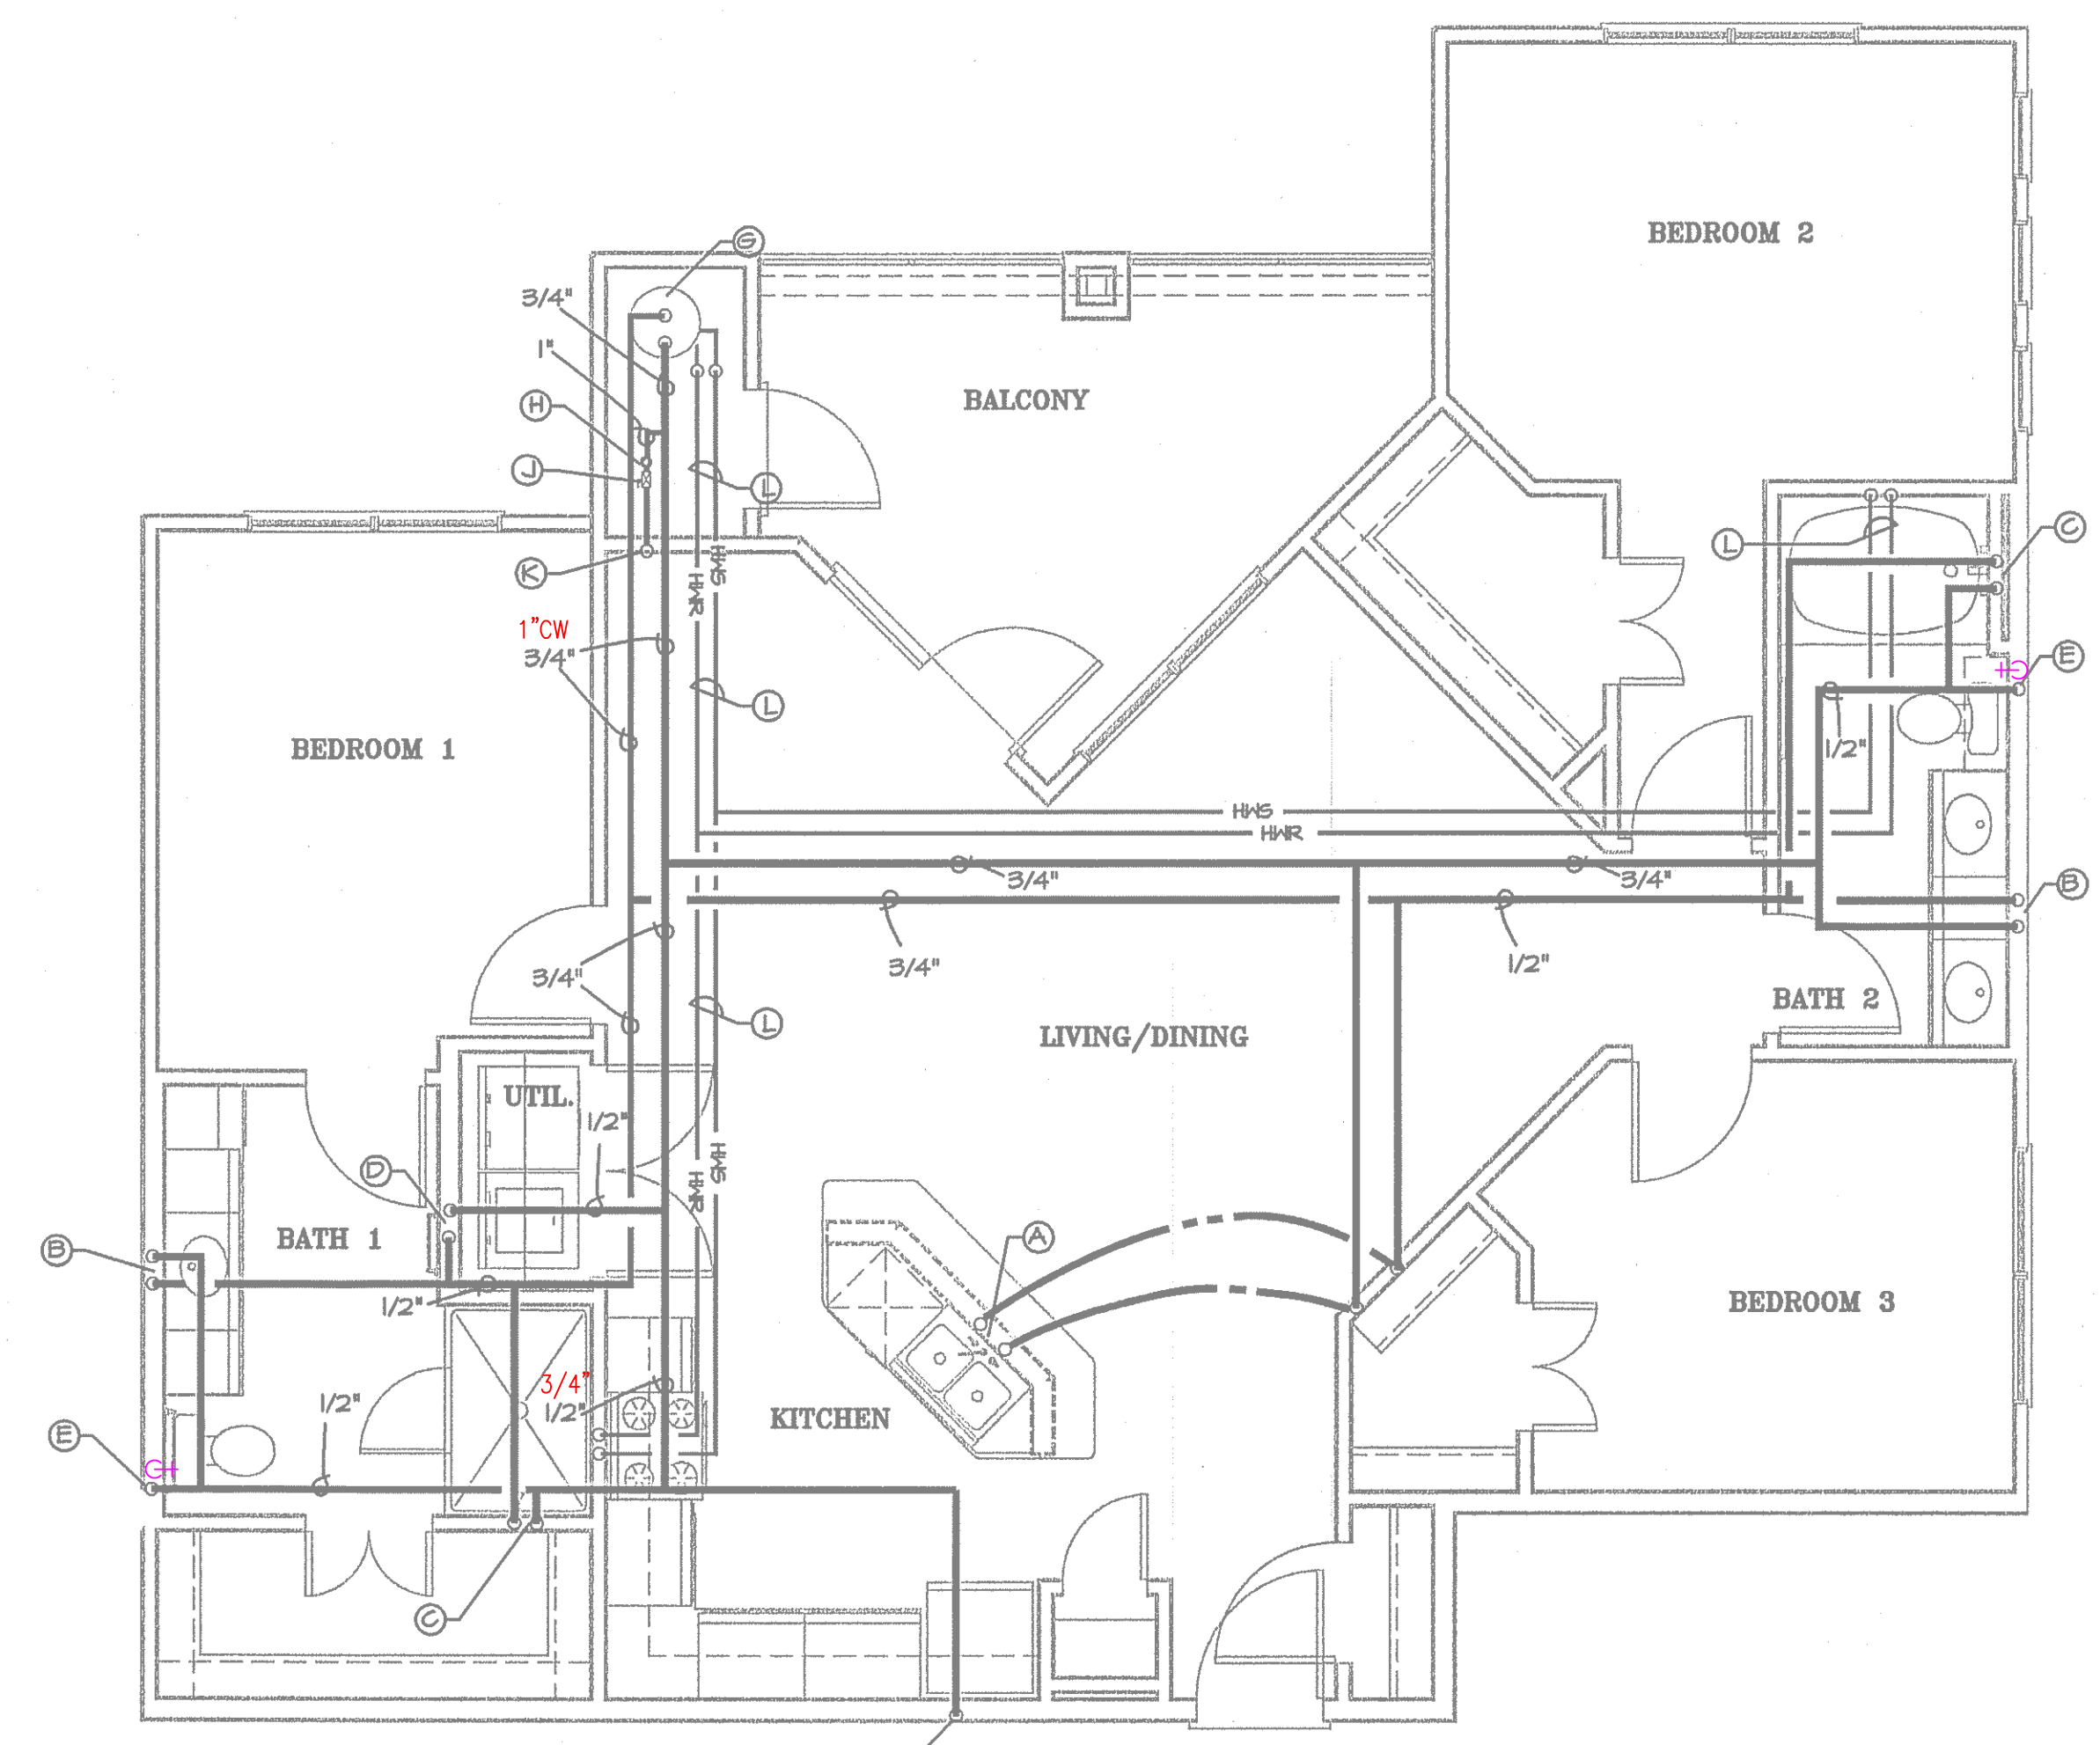 BEDROOM 2
G
3/4"
1"
H
BALCONY
J
L
C
L
HWS
K
HWR
1"CW
3/4"
E
L
1/2"
BEDROOM 1
HWS
HWR
3/4"
3/4"
B
3/4"
3/4"
1/2"
BATH 2
L
LIVING/DINING
UTIL.
1/2"
HWS
D
HWR
BATH 1
A
B
1/2"
BEDROOM 3
3/4"
1/2"
1/2"
KITCHEN
E
C